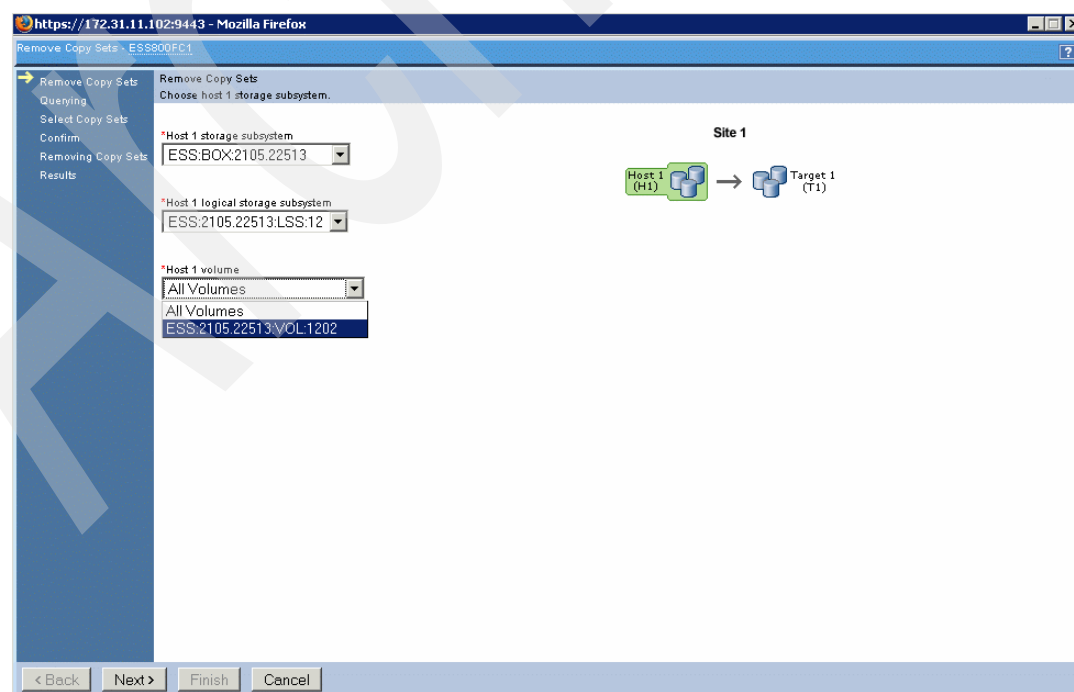 https://172.31.11.102:9443 - Mozilla Firefox
Remove Copy Sets - ESS800FC1
?
Remove Copy Sets
Querying
Select Copy Sets
Confirm
Removing Copy Sets
Results
Remove Copy Sets
Choose host 1 storage subsystem.
*Host 1 storage subsystem
ESS:BOX:2105.22513
*Host 1 logical storage subsystem
ESS:2105.22513:LSS:12
*Host 1 volume
All Volumes
All Volumes
ESS:2105.22513:VOL:1202
Site 1
Host 1
(H1)
Target 1
(T1)
< Back
Next >
Finish
Cancel